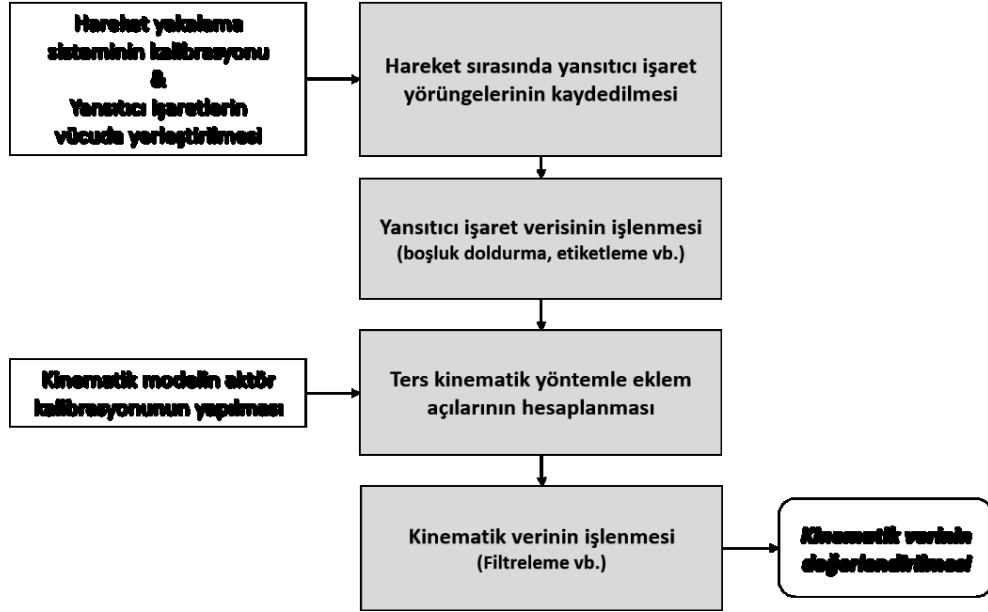 Hareket yakalama
sisteminin kalibrasyonu
&
Yansıtıcı işaretlerin
vücuda yerleştirilmesi
Hareket sırasında yansıtıcı işaret
yörüngelerinin kaydedilmesi
Yansıtıcı işaret verisinin işlenmesi
(boşluk doldurma, etiketleme vb.)
Kinematik modelin aktör
kalibrasyonunun yapılması
Ters kinematik yöntemle eklem
açılarının hesaplanması
Kinematik verinin işlenmesi
(Filtreleme vb.)
Kinematik verinin
değerlendirilmesi